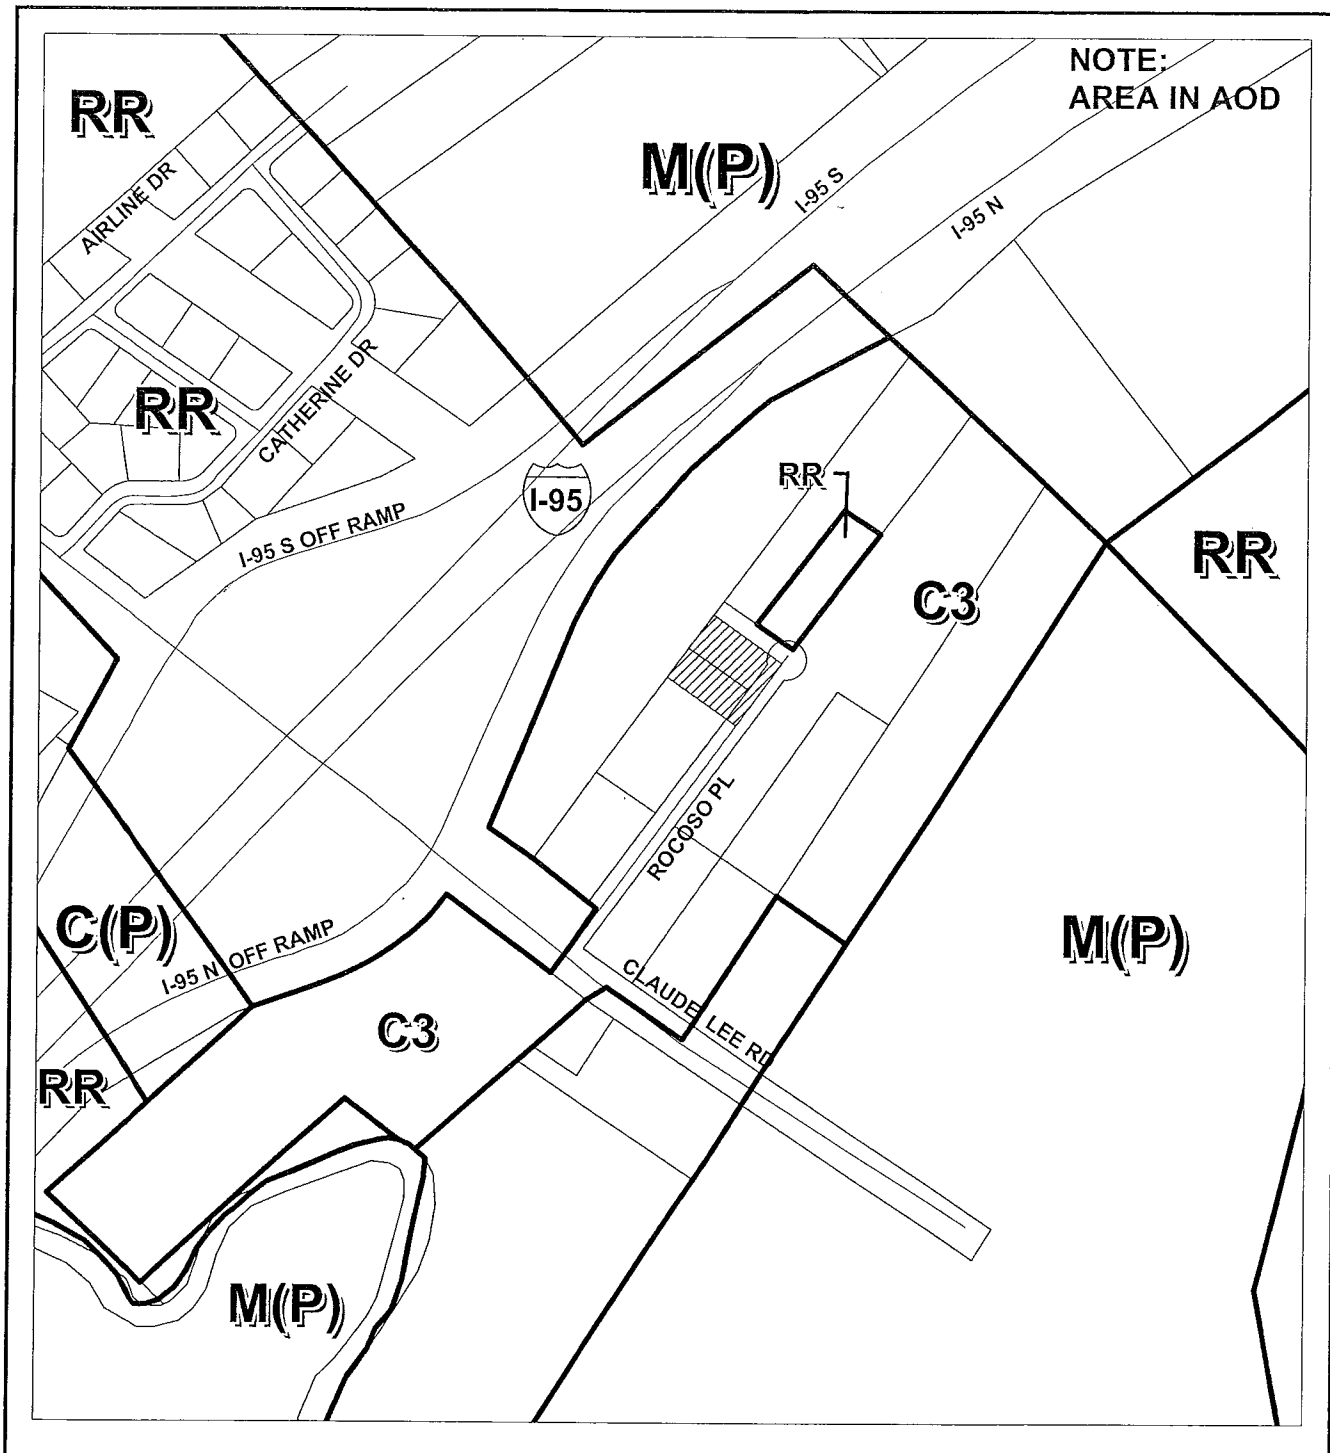 NOTE:
AREA IN AOD
RR
M(P)
AIRLINE DR
I-95 S
I-95 N
RR
CATHERINE DR
I-95
RR
I-95 S OFF RAMP
RR
C3
ROCOSO PL
C(P)
I-95 N OFF RAMP
M(P)
CLAUDE LEE RD
C3
RR
M(P)